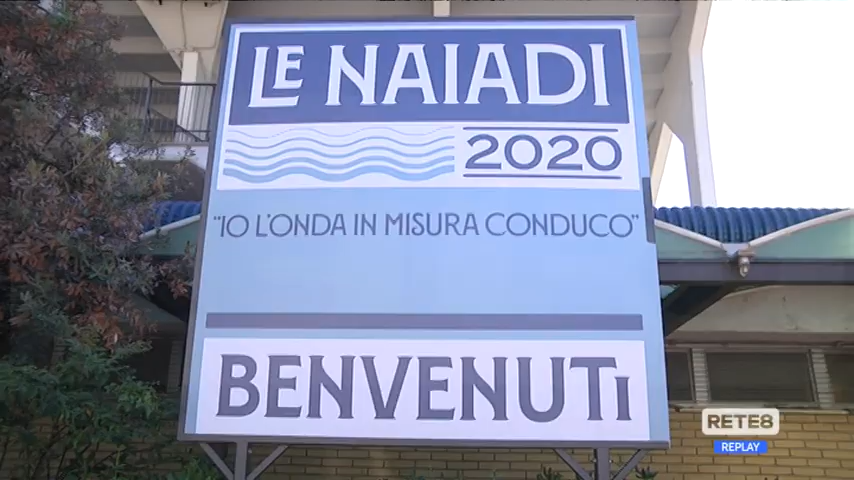 LE NAIADI
2020
"IO L'ONDA IN MISURA CONDUCO"
BENVENUTI
RETE8
REPLAY